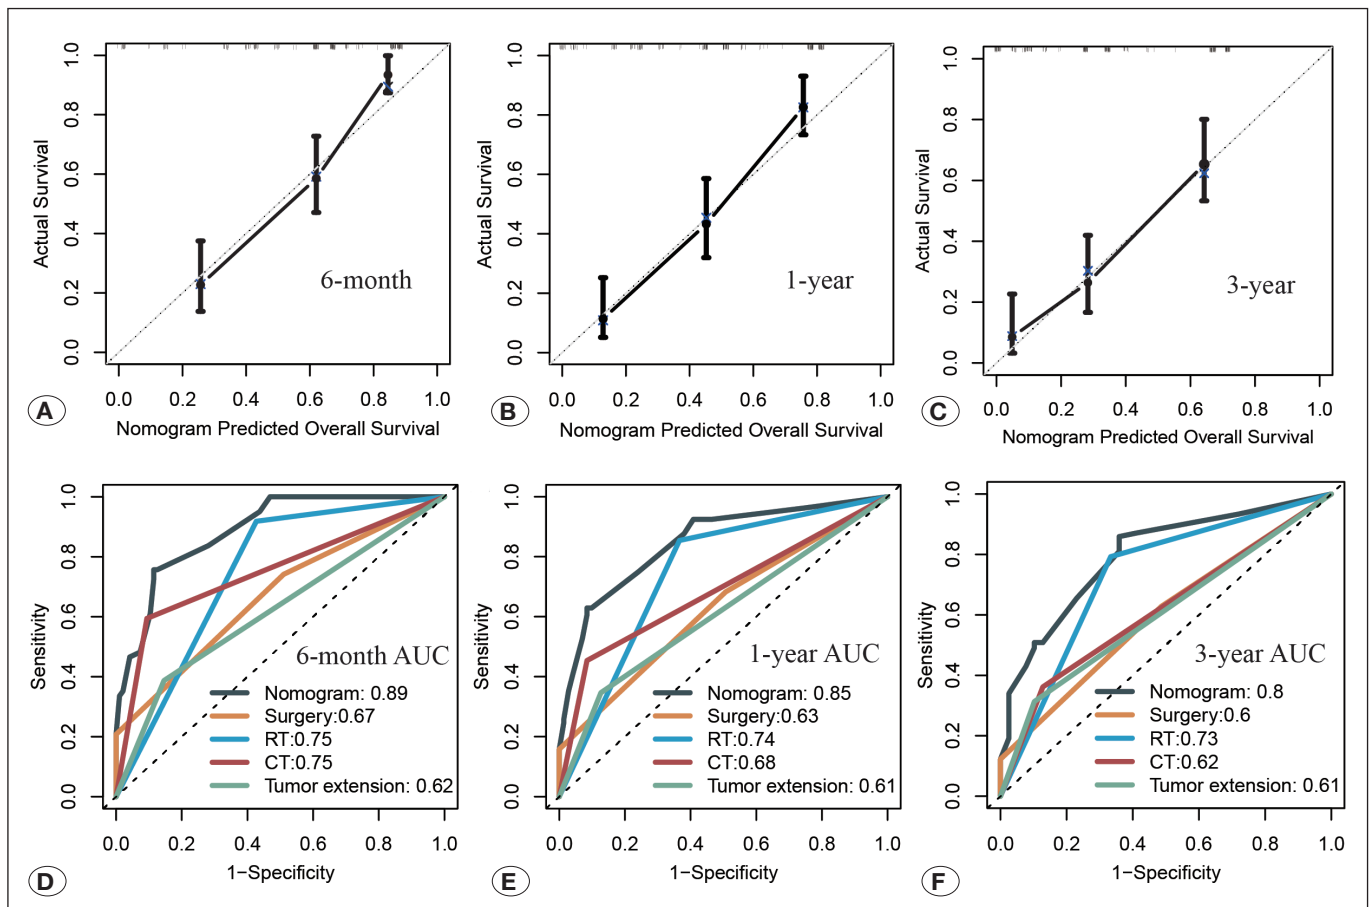 1.0
0.8
0.6
0.4
0.2
0.0
Actual Survival
6-month
0.0 0.2 0.4 0.6 0.8 1.0
Nomogram Predicted Overall Survival
A
1.0
0.8
0.6
0.4
0.2
0.0
Actual Survival
1-year
0.0 0.2 0.4 0.6 0.8 1.0
Nomogram Predicted Overall Survival
B
1.0
0.8
0.6
0.4
0.2
0.0
Actual Survival
3-year
0.0 0.2 0.4 0.6 0.8 1.0
Nomogram Predicted Overall Survival
C
1.0
0.8
0.6
0.4
0.2
0.0
Sensitivity
6-month AUC
Nomogram: 0.89
Surgery:0.67
RT:0.75
CT:0.75
Tumor extension: 0.62
0.0 0.2 0.4 0.6 0.8 1.0
1−Specificity
D
1.0
0.8
0.6
0.4
0.2
0.0
Sensitivity
1-year AUC
Nomogram: 0.85
Surgery:0.63
RT:0.74
CT:0.68
Tumor extension: 0.61
0.0 0.2 0.4 0.6 0.8 1.0
1−Specificity
E
1.0
0.8
0.6
0.4
0.2
0.0
Sensitivity
3-year AUC
Nomogram: 0.8
Surgery:0.6
RT:0.73
CT:0.62
Tumor extension: 0.61
0.0 0.2 0.4 0.6 0.8 1.0
1−Specificity
F